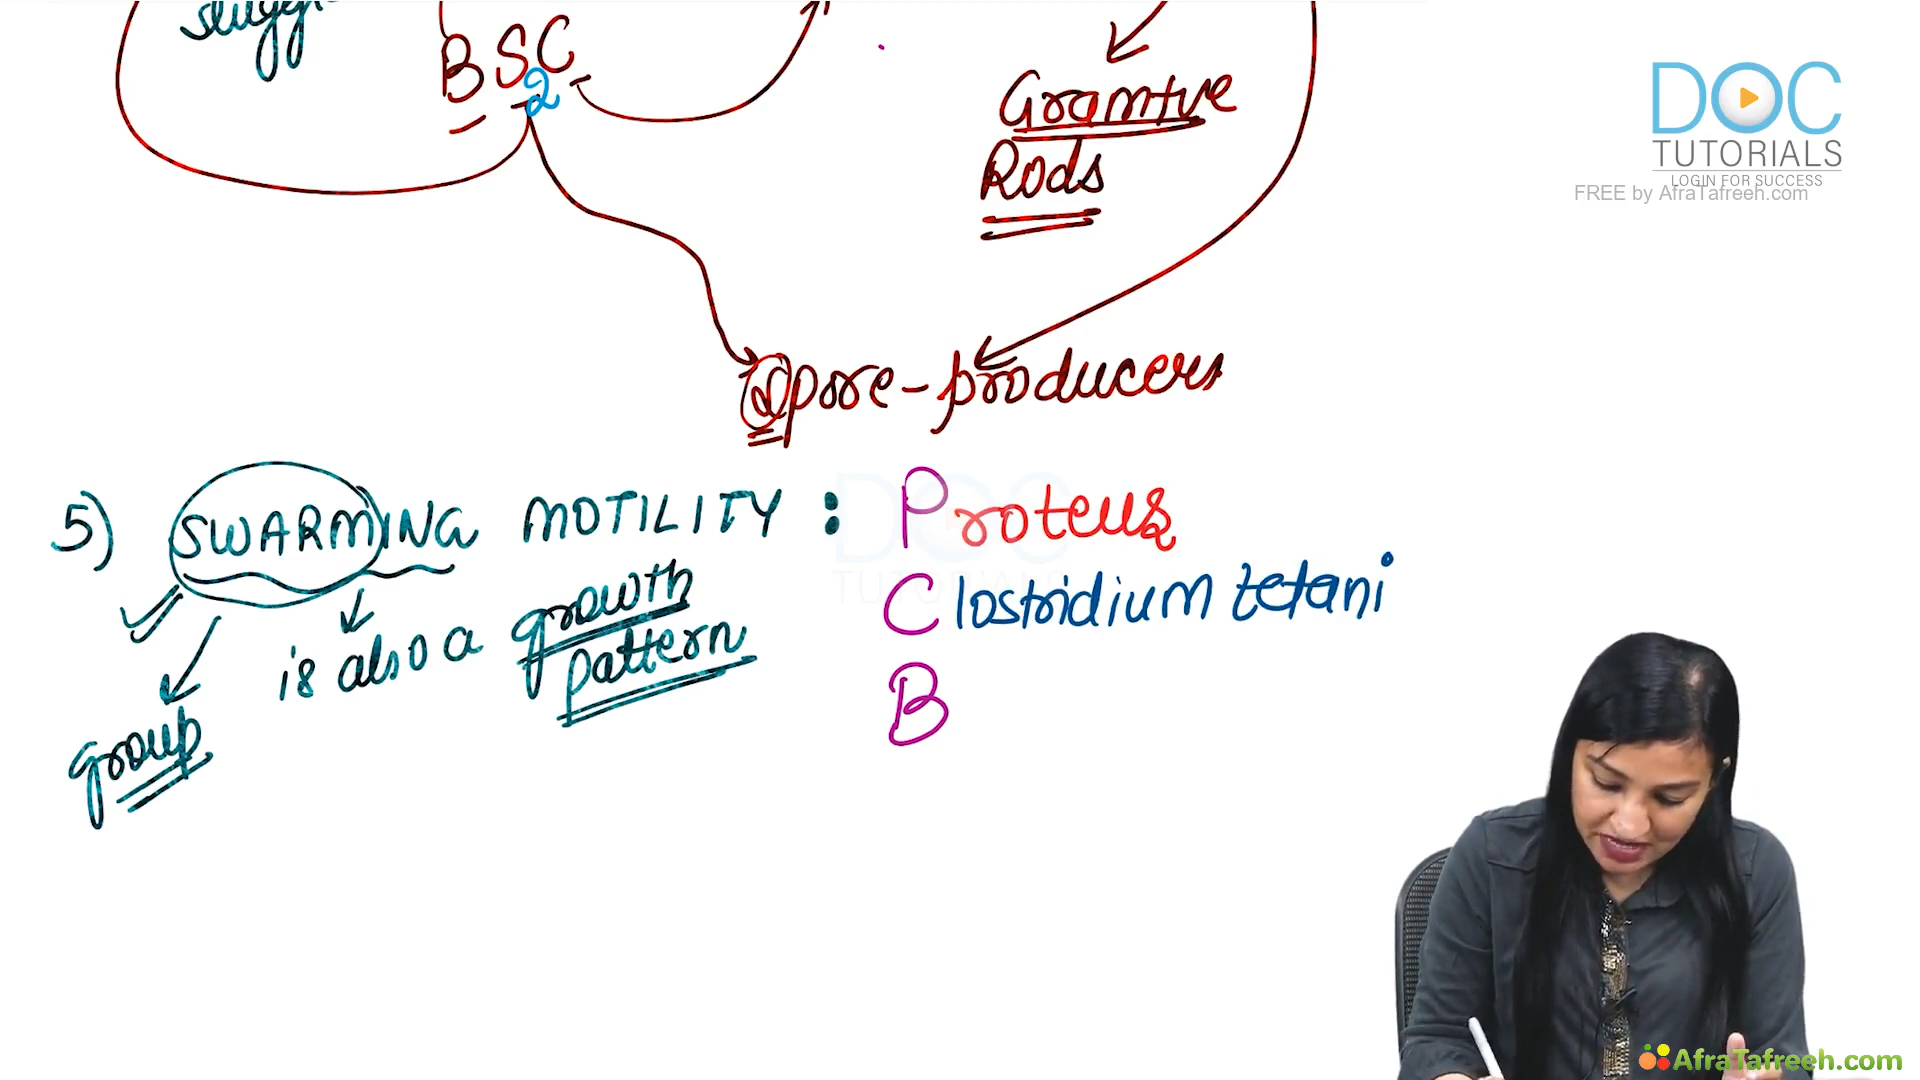 BSC
2
Gram+ve
Rods
DOC
TUTORIALS
LOGIN FOR SUCCESS
FREE by AfraTafreeh.com
Spore-producers
5) SWARMING MOTILITY : Proteus
Clostridium tetani
B
is also a growth
pattern
group
AfraTafreeh.com